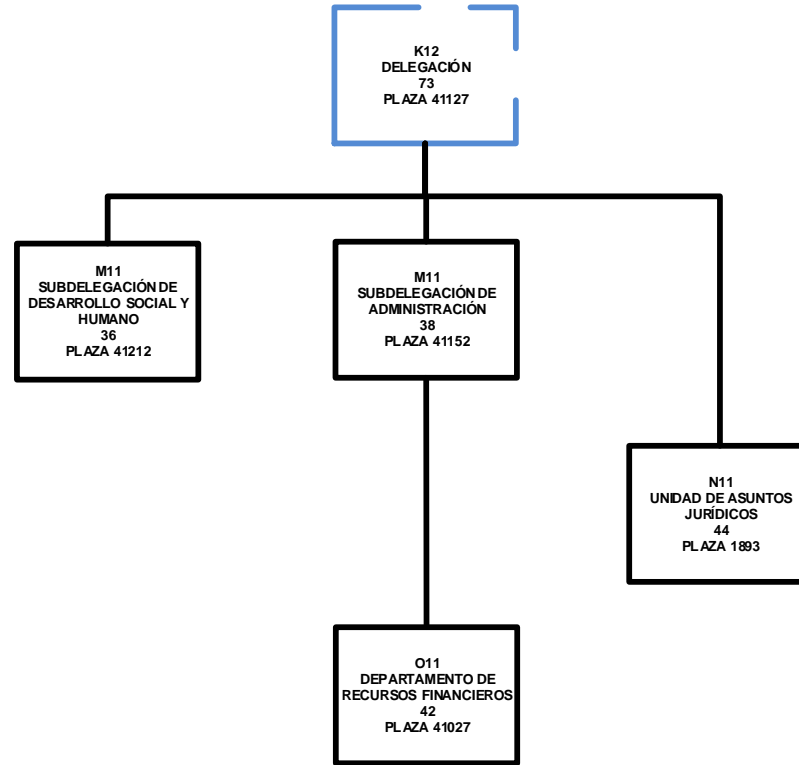 K12
DELEGACIÓN
73
PLAZA 41127
M11
SUBDELEGACIÓN DE
DESARROLLO SOCIAL Y
HUMANO
36
PLAZA 41212
M11
SUBDELEGACIÓN DE
ADMINISTRACIÓN
38
PLAZA 41152
N11
UNIDAD DE ASUNTOS
JURÍDICOS
44
PLAZA 1893
O11
DEPARTAMENTO DE
RECURSOS FINANCIEROS
42
PLAZA 41027